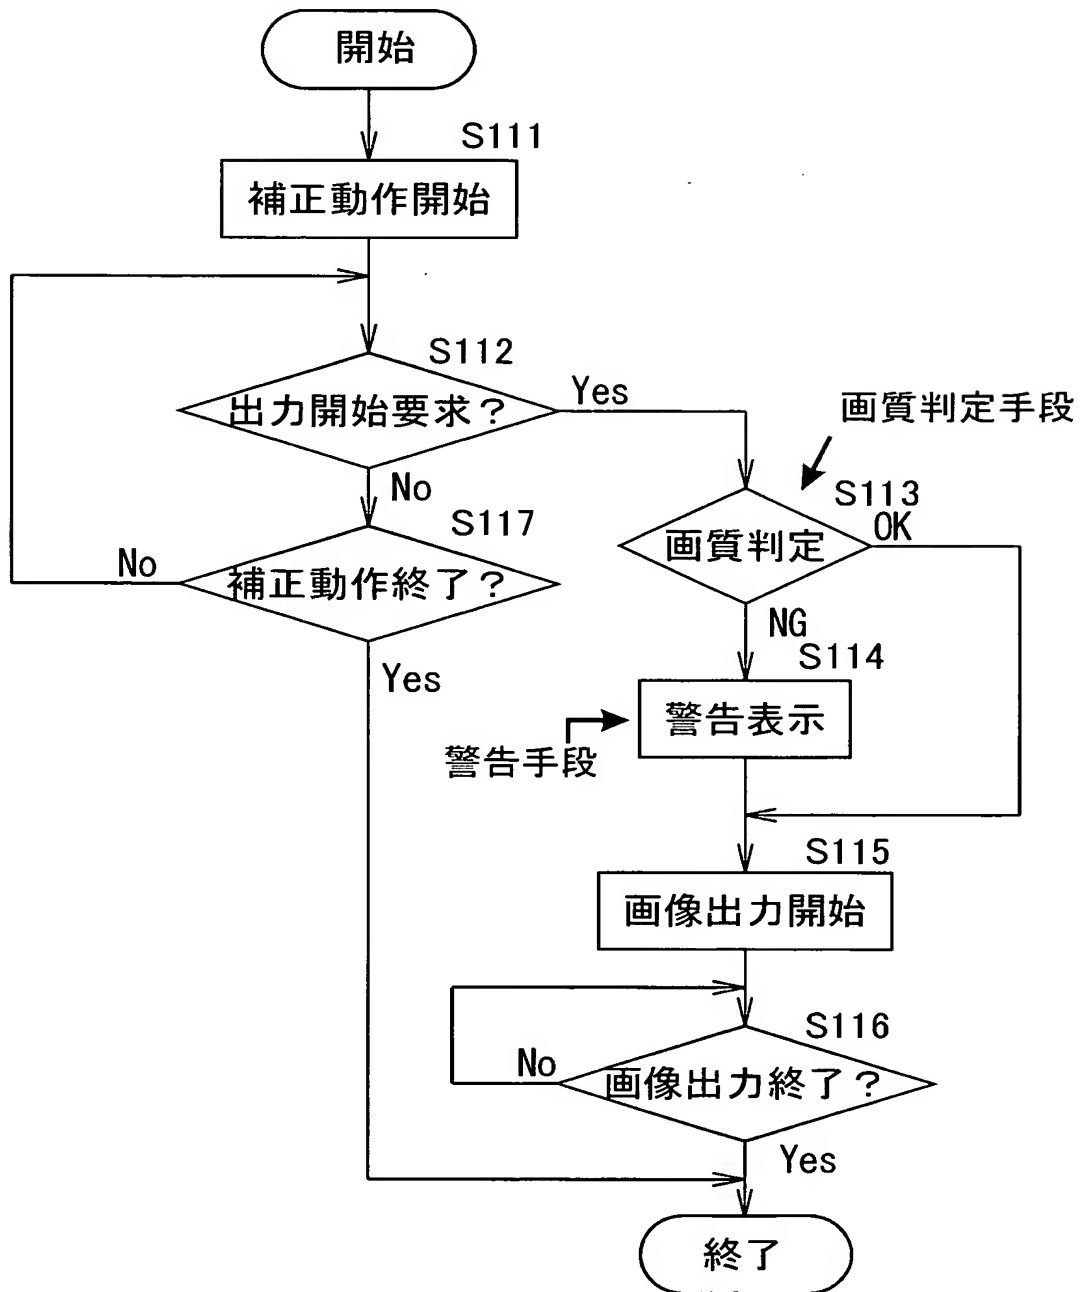 開始
S111
補正動作開始
S112
出力開始要求?
Yes
画質判定手段
No
S113
画質判定
OK
S117
補正動作終了?
No
Yes
NG
S114
警告表示
警告手段
S115
画像出力開始
S116
画像出力終了?
No
Yes
終了